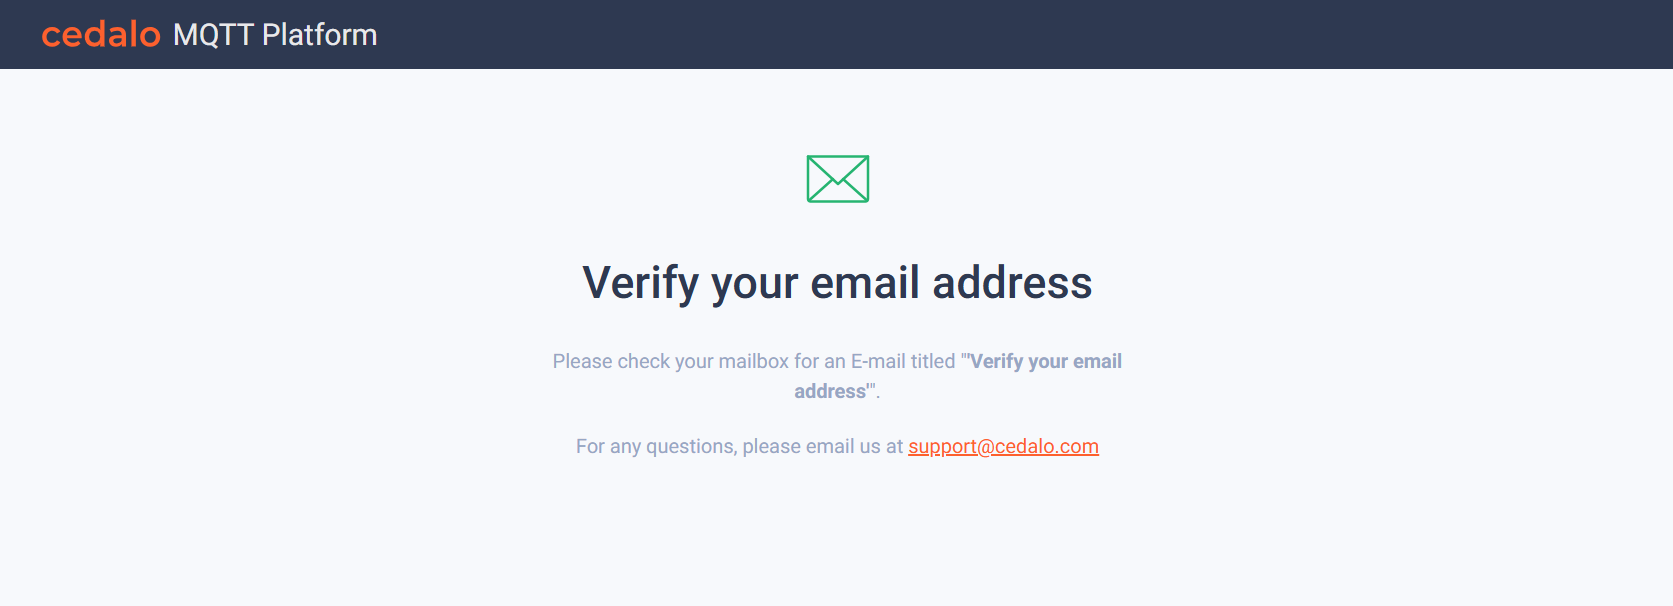 cedalo MQTT Platform
Verify your email address
Please check your mailbox for an E-mail titled "'Verify your email
address'".
For any questions, please email us at support@cedalo.com